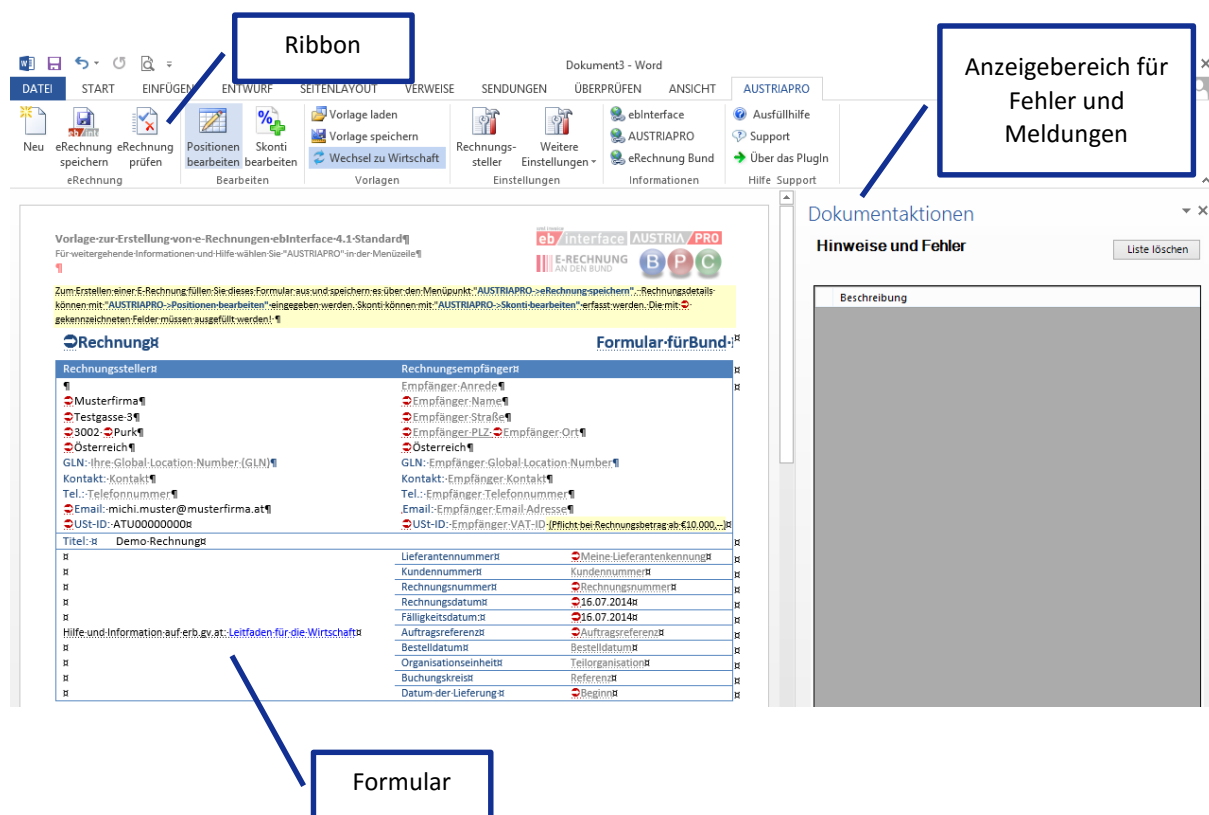 Ribbon
Anzeigebereich für
Fehler und
Meldungen
Dokument3 - Word
DATEI START EINFÜGEN ENTWURF SEITENLAYOUT VERWEISE SENDUNGEN ÜBERPRÜFEN ANSICHT AUSTRIAPRO
Neu
eRechnung speichern
eRechnung prüfen
eRechnung
Positionen bearbeiten
Skonti bearbeiten
Bearbeiten
Vorlage laden
Vorlage speichern
Wechsel zu Wirtschaft
Vorlagen
Rechnungs-
steller
Weitere
Einstellungen
Einstellungen
ebInterface
AUSTRIAPRO
eRechnung Bund
Informationen
Ausfüllhilfe
Support
Über das PlugIn
Hilfe Support
Vorlage·zur·Erstellung·von·e-Rechnungen·ebInterface·4.1·Standard¶
Für·weitergehende·Informationen·und·Hilfe·wählen·Sie·"AUSTRIAPRO"·in·der·Menüzeile¶
¶
eb/interface AUSTRIA/PRO
E-RECHNUNG
AN DEN BUND
B P C
Zum·Erstellen·einer·E-Rechnung·füllen·Sie·dieses·Formular·aus·und·speichern·es·über·den·Menüpunkt·"AUSTRIAPRO->eRechnung·speichern".·Rechnungsdetails·
können·mit·"AUSTRIAPRO->Positionen·bearbeiten"·eingegeben·werden.·Skonti·können·mit·"AUSTRIAPRO->Skonti·bearbeiten"·erfasst·werden.·Die·mit·
gekennzeichneten·Felder·müssen·ausgefüllt·werden!·¶
Rechnung¤ Formular·fürBund·!¤
Rechnungssteller¤ Rechnungsempfänger¤ ¤
¶ Empfänger·Anrede¶ ¤
Musterfirma¶ Empfänger·Name¶
Testgasse·3¶ Empfänger·Straße¶
3002·Purk¶ Empfänger·PLZ·Empfänger·Ort¶
Österreich¶ Österreich¶
GLN:·Ihre·Global·Location·Number·(GLN)¶ GLN:·Empfänger·Global·Location·Number¶
Kontakt:·Kontakt¶ Kontakt:·Empfänger·Kontakt¶
Tel.:·Telefonnummer¶ Tel.:·Empfänger·Telefonnummer¶
Email:·michi.muster@musterfirma.at¶ Email:·Empfänger·Email·Adresse¶
USt-ID:·ATU00000000¤ USt-ID:·Empfänger·VAT-ID·(Pflicht·bei·Rechnungsbetrag·ab·€10.000,--)¤
Titel:·¤ Demo·Rechnung¤ ¤
¤ Lieferantennummer¤ Meine·Lieferantenkennung¤ ¤
¤ Kundennummer¤ Kundennummer¤ ¤
¤ Rechnungsnummer¤ Rechnungsnummer¤ ¤
¤ Rechnungsdatum¤ 16.07.2014¤ ¤
¤ Fälligkeitsdatum:¤ 16.07.2014¤ ¤
Hilfe·und·Information·auf·erb.gv.at:·Leitfaden·für·die·Wirtschaft¤ Auftragsreferenz¤ Auftragsreferenz¤ ¤
¤ Bestelldatum¤ Bestelldatum¤ ¤
¤ Organisationseinheit¤ Teilorganisation¤ ¤
¤ Buchungskreis¤ Referenz¤ ¤
¤ Datum·der·Lieferung·¤ Beginn¤ ¤
Dokumentaktionen
Hinweise und Fehler
Liste löschen
Beschreibung
Formular